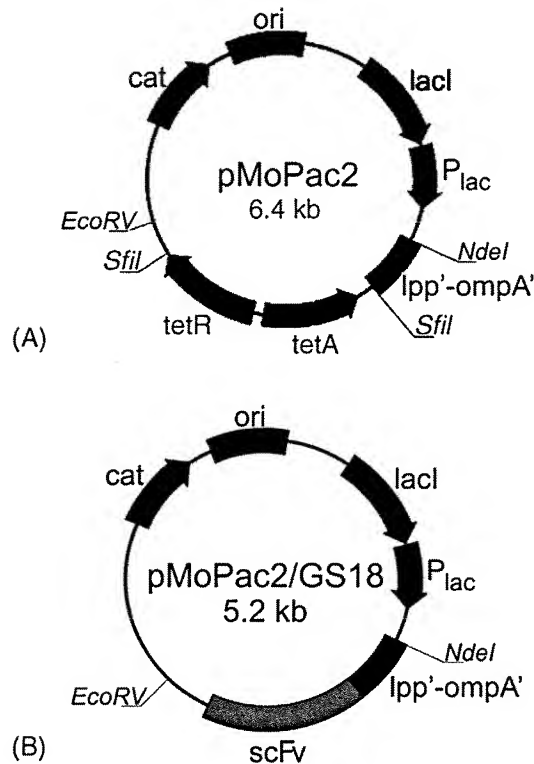 ori
cat
lacI
pMoPac2
6.4 kb
Plac
EcoRV
SfiI
NdeI
lpp'-ompA'
SfiI
tetR
tetA
(A)
ori
cat
lacI
pMoPac2/GS18
5.2 kb
Plac
NdeI
EcoRV
lpp'-ompA'
scFv
(B)